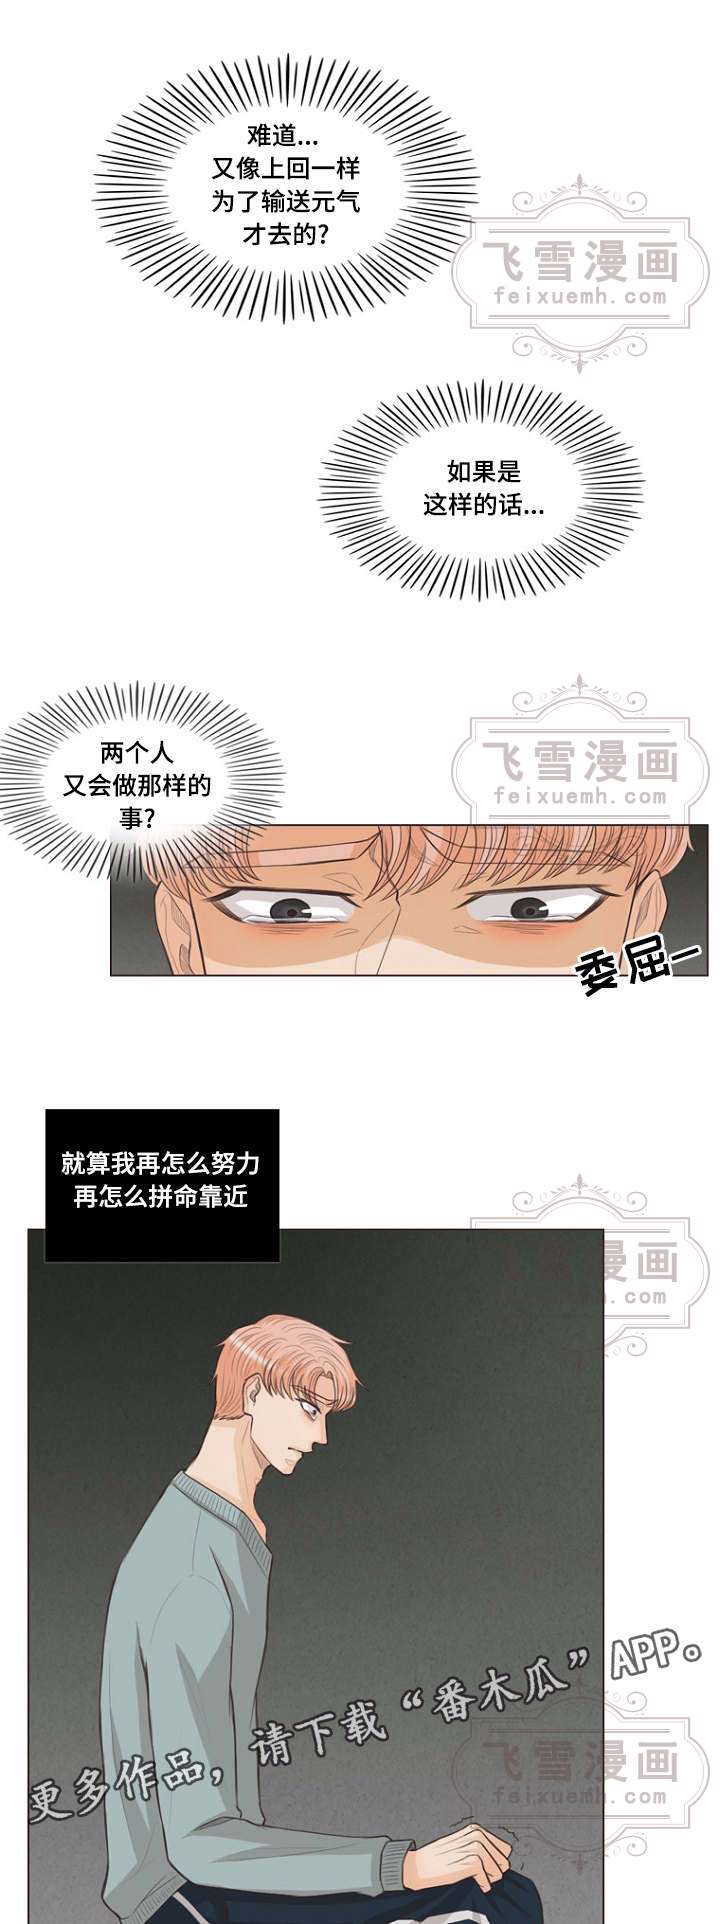 难道...
又像上回一样
为了输送元气
才去的?
飞雪漫画
feixuemh.com
如果是
这样的话...
两个人
又会做那样的
事?
飞雪漫画
feixuemh.com
委屈-
就算我再怎么努力
再怎么拼命靠近
飞雪漫画
feixuemh.com
更多作品，请下载“番木瓜”APP。
飞雪漫画
feixuemh.com